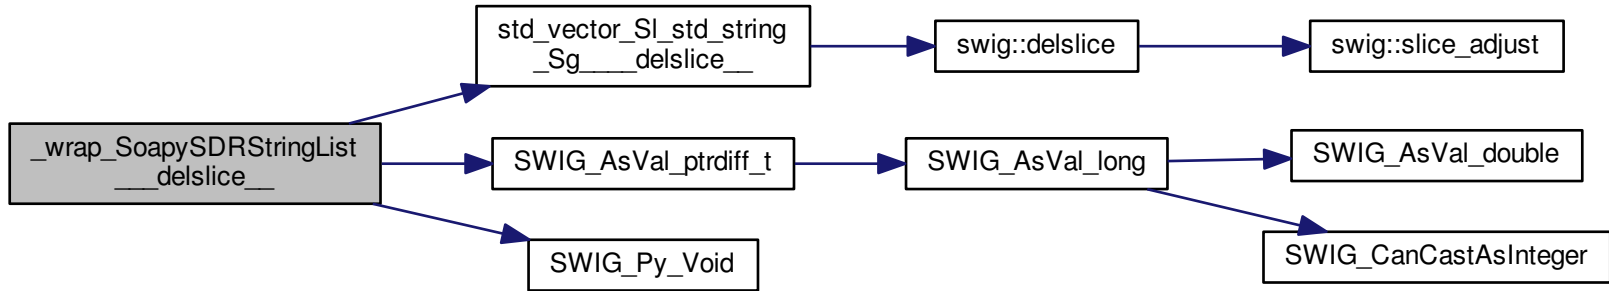 _wrap_SoapySDRStringList
___delslice__
std_vector_Sl_std_string
_Sg____delslice__
swig::delslice
swig::slice_adjust
SWIG_AsVal_ptrdiff_t
SWIG_AsVal_long
SWIG_AsVal_double
SWIG_CanCastAsInteger
SWIG_Py_Void